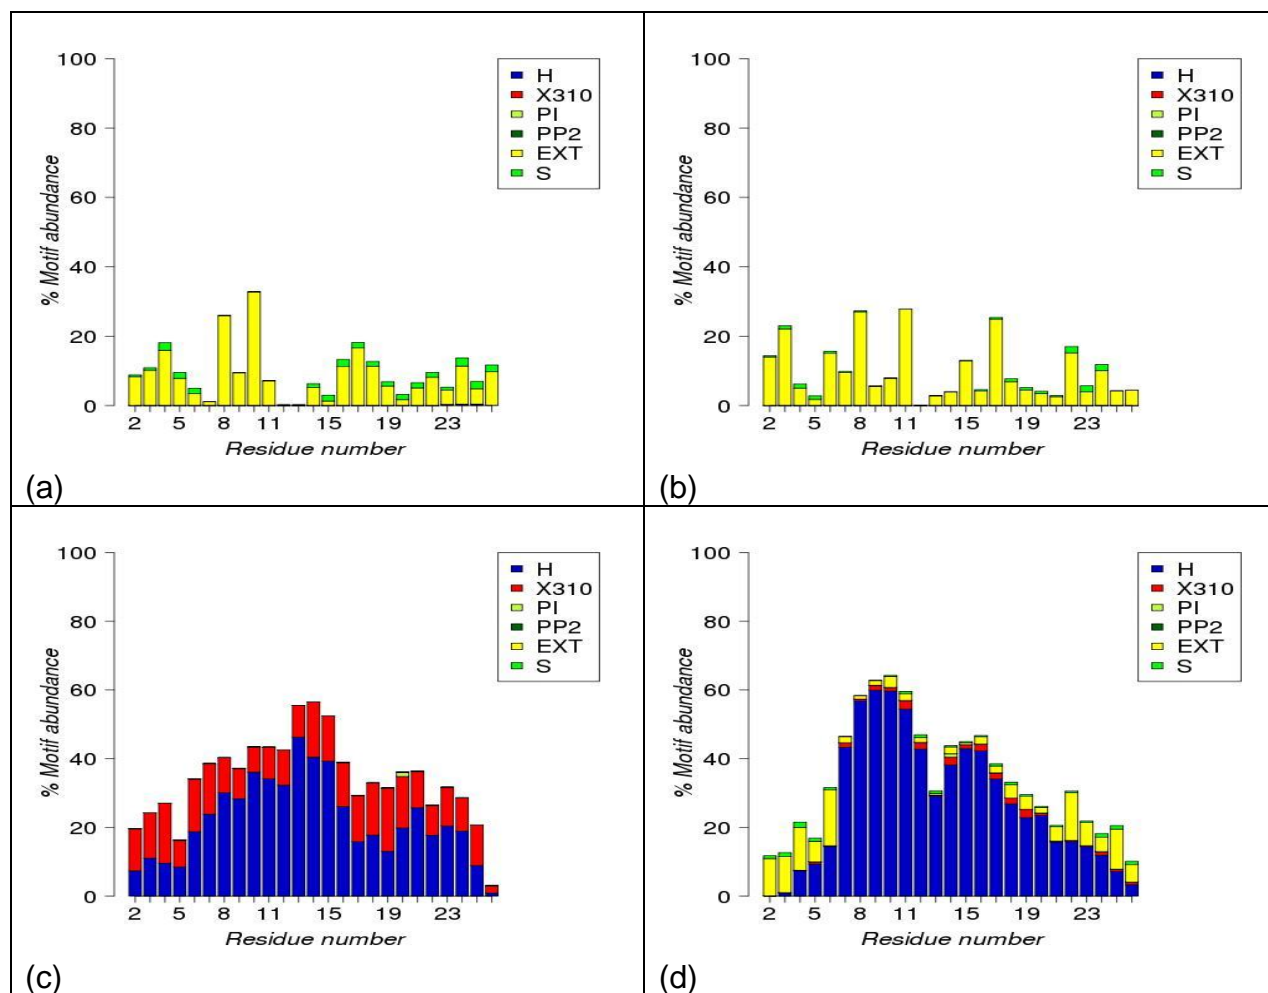 100
80
60
40
20
0
% Motif abundance
2 5 8 11 15 19 23
Residue number
H
X310
PI
PP2
EXT
S
(a)
100
80
60
40
20
0
% Motif abundance
2 5 8 11 15 19 23
Residue number
H
X310
PI
PP2
EXT
S
(b)
100
80
60
40
20
0
% Motif abundance
2 5 8 11 15 19 23
Residue number
H
X310
PI
PP2
EXT
S
(c)
100
80
60
40
20
0
% Motif abundance
2 5 8 11 15 19 23
Residue number
H
X310
PI
PP2
EXT
S
(d)